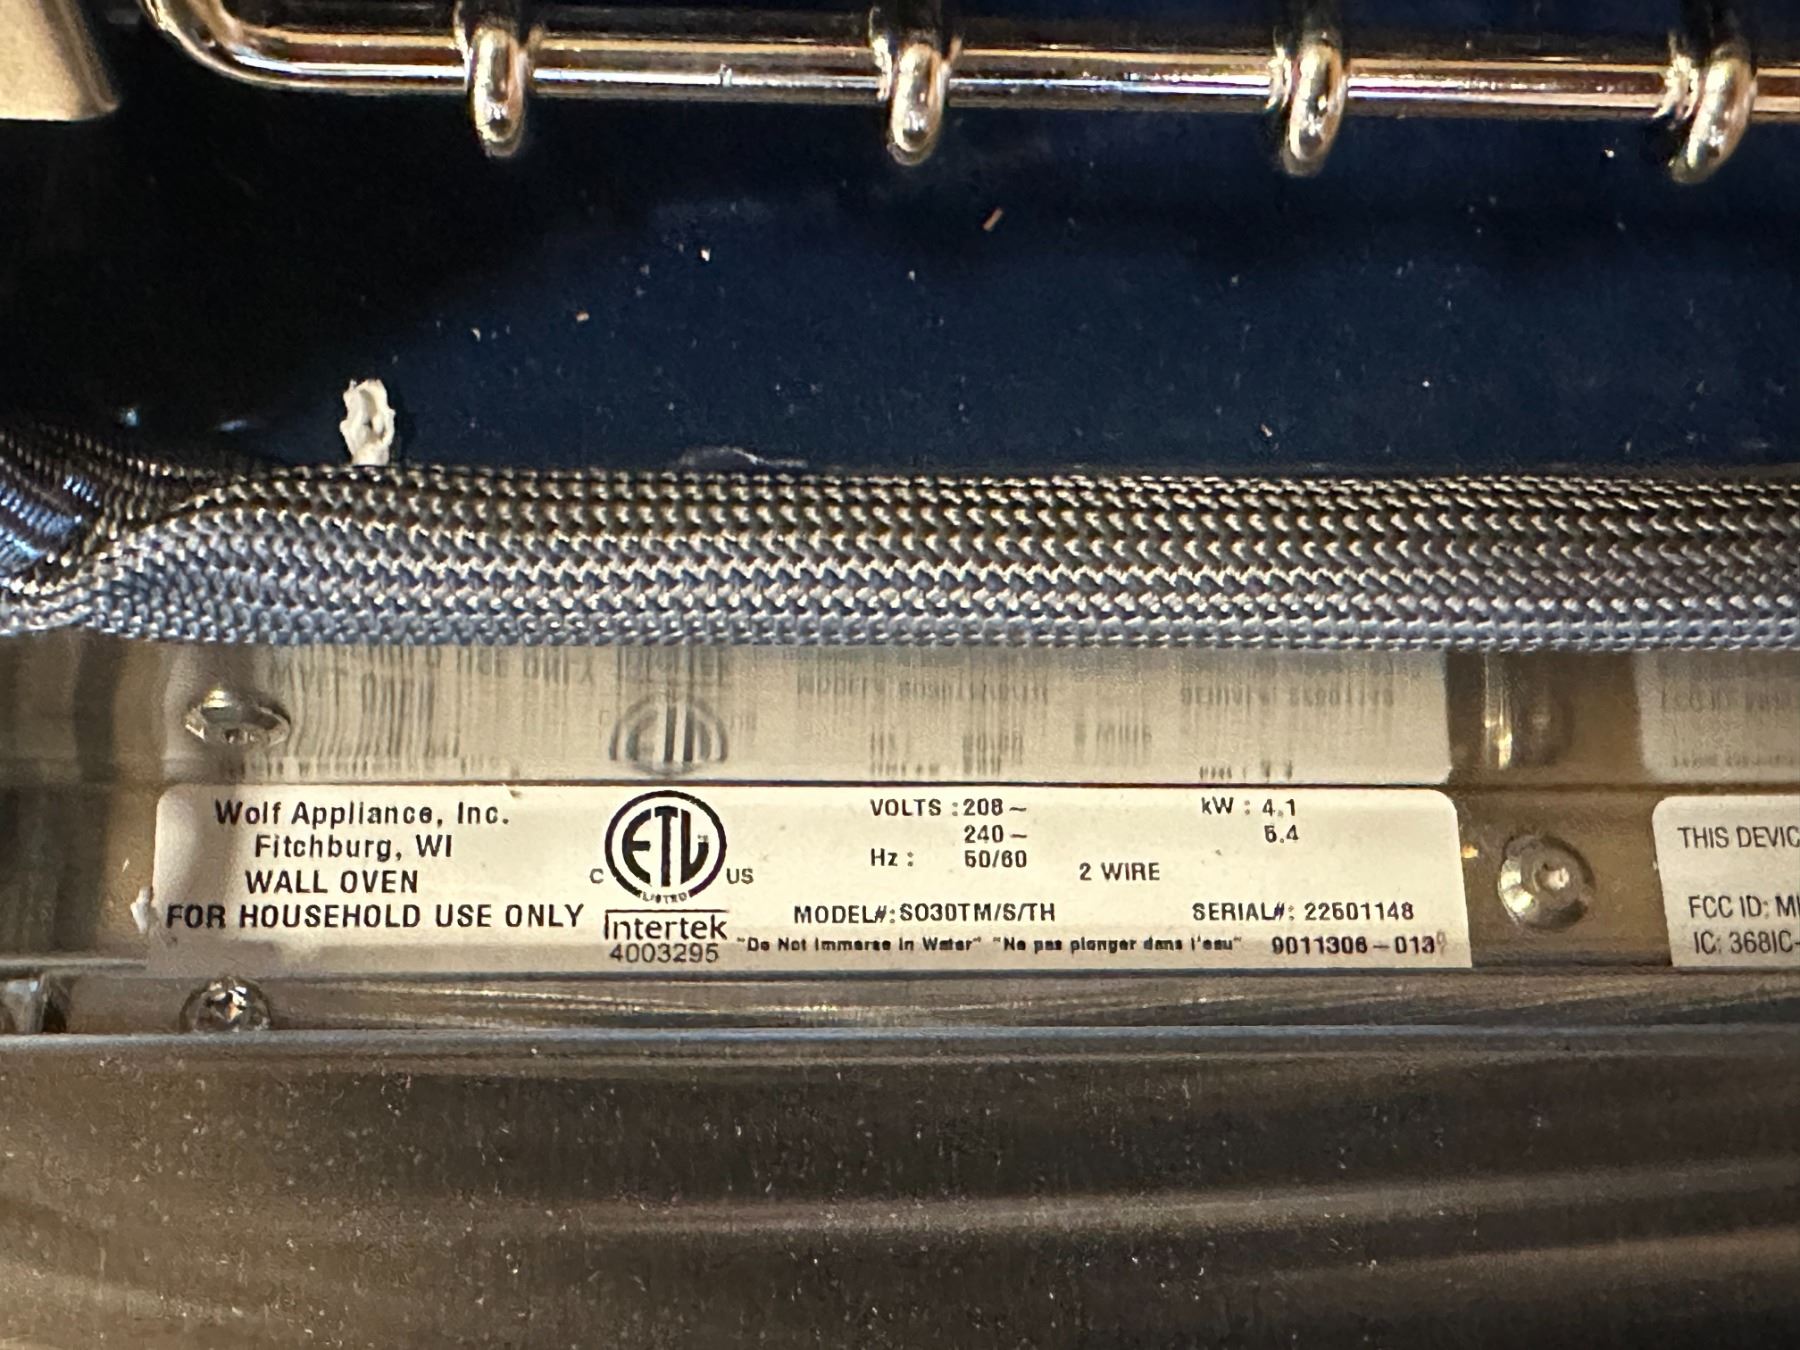 Wolf Appliance, Inc.
Fitchburg, WI
WALL OVEN
FOR HOUSEHOLD USE ONLY
C ETL US
LISTED
Intertek
4003295
VOLTS : 208~ kW : 4.1
240~ 5.4
Hz : 50/60 2 WIRE
MODEL#: SO30TM/S/TH SERIAL#: 22501148
"Do Not Immerse in Water" "Ne pas plonger dans l'eau" 9011306-013
THIS DEVIC
FCC ID: M
IC: 368IC-